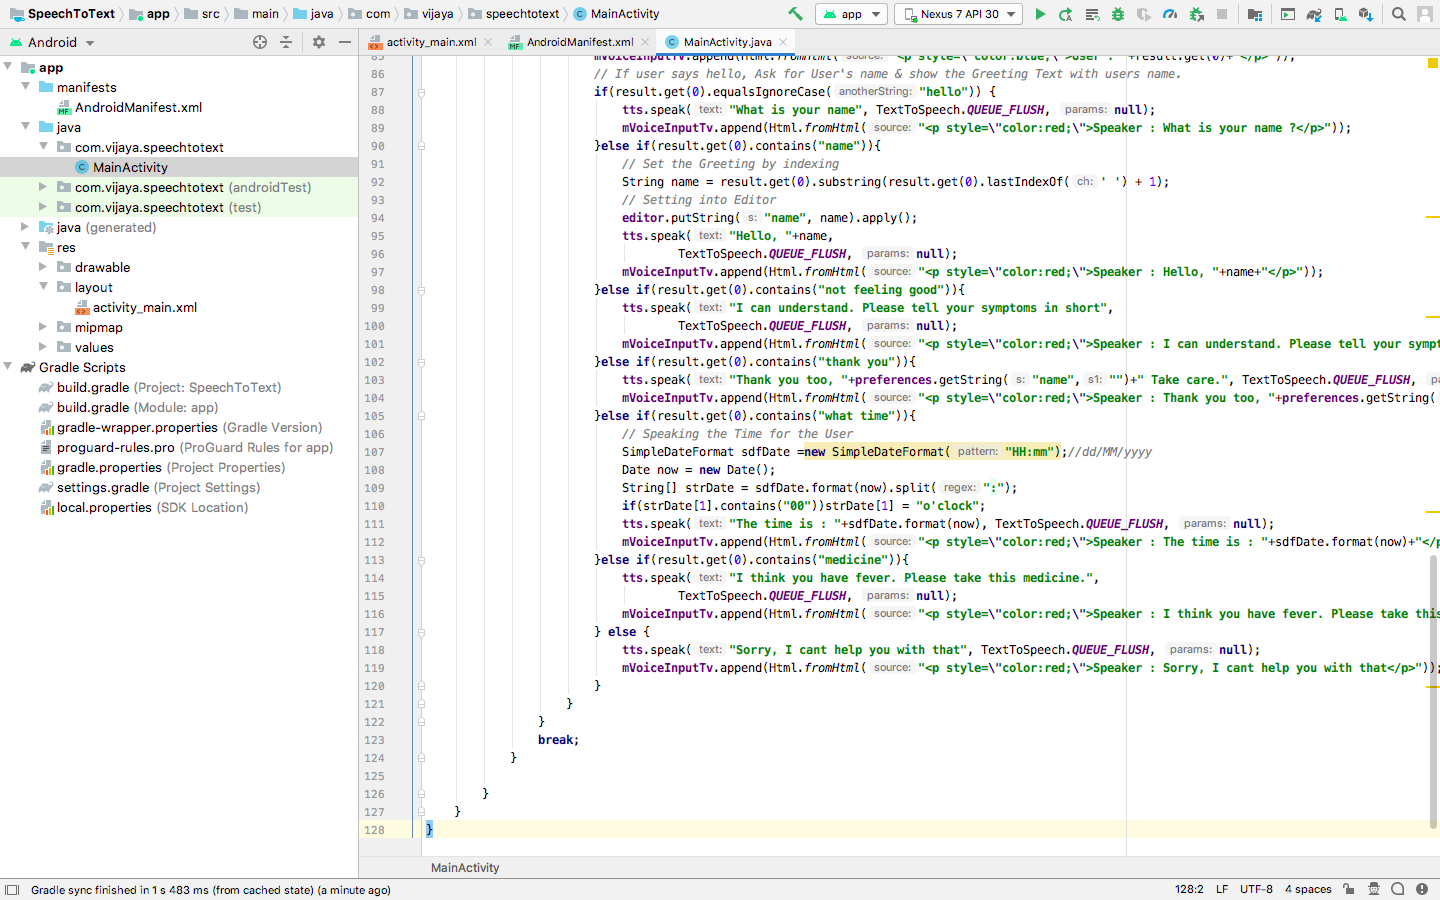 SpeechToText app src main java com vijaya speechtotext MainActivity app Nexus 7 API 30
Android activity_main.xml AndroidManifest.xml MainActivity.java
app
manifests
AndroidManifest.xml
java
com.vijaya.speechtotext
MainActivity
com.vijaya.speechtotext (androidTest)
com.vijaya.speechtotext (test)
java (generated)
res
drawable
layout
activity_main.xml
mipmap
values
Gradle Scripts
build.gradle (Project: SpeechToText)
build.gradle (Module: app)
gradle-wrapper.properties (Gradle Version)
proguard-rules.pro (ProGuard Rules for app)
gradle.properties (Project Properties)
settings.gradle (Project Settings)
local.properties (SDK Location)
85 mVoiceInputTv.append(Html.fromHtml( source: "<p style=\"color:blue;\">User : "+result.get(0)+"</p>"));
86 // If user says hello, Ask for User's name & show the Greeting Text with users name.
87 if(result.get(0).equalsIgnoreCase( anotherString: "hello")) {
88 tts.speak( text: "What is your name", TextToSpeech.QUEUE_FLUSH, params: null);
89 mVoiceInputTv.append(Html.fromHtml( source: "<p style=\"color:red;\">Speaker : What is your name ?</p>"));
90 }else if(result.get(0).contains("name")){
91 // Set the Greeting by indexing
92 String name = result.get(0).substring(result.get(0).lastIndexOf( ch: ' ') + 1);
93 // Setting into Editor
94 editor.putString( s: "name", name).apply();
95 tts.speak( text: "Hello, "+name,
96 TextToSpeech.QUEUE_FLUSH, params: null);
97 mVoiceInputTv.append(Html.fromHtml( source: "<p style=\"color:red;\">Speaker : Hello, "+name+"</p>"));
98 }else if(result.get(0).contains("not feeling good")){
99 tts.speak( text: "I can understand. Please tell your symptoms in short",
100 TextToSpeech.QUEUE_FLUSH, params: null);
101 mVoiceInputTv.append(Html.fromHtml( source: "<p style=\"color:red;\">Speaker : I can understand. Please tell your sympt
102 }else if(result.get(0).contains("thank you")){
103 tts.speak( text: "Thank you too, "+preferences.getString( s: "name", s1: "")+" Take care.", TextToSpeech.QUEUE_FLUSH, pa
104 mVoiceInputTv.append(Html.fromHtml( source: "<p style=\"color:red;\">Speaker : Thank you too, "+preferences.getString(
105 }else if(result.get(0).contains("what time")){
106 // Speaking the Time for the User
107 SimpleDateFormat sdfDate =new SimpleDateFormat( pattern: "HH:mm");//dd/MM/yyyy
108 Date now = new Date();
109 String[] strDate = sdfDate.format(now).split( regex: ":");
110 if(strDate[1].contains("00"))strDate[1] = "o'clock";
111 tts.speak( text: "The time is : "+sdfDate.format(now), TextToSpeech.QUEUE_FLUSH, params: null);
112 mVoiceInputTv.append(Html.fromHtml( source: "<p style=\"color:red;\">Speaker : The time is : "+sdfDate.format(now)+"</p
113 }else if(result.get(0).contains("medicine")){
114 tts.speak( text: "I think you have fever. Please take this medicine.",
115 TextToSpeech.QUEUE_FLUSH, params: null);
116 mVoiceInputTv.append(Html.fromHtml( source: "<p style=\"color:red;\">Speaker : I think you have fever. Please take this
117 } else {
118 tts.speak( text: "Sorry, I cant help you with that", TextToSpeech.QUEUE_FLUSH, params: null);
119 mVoiceInputTv.append(Html.fromHtml( source: "<p style=\"color:red;\">Speaker : Sorry, I cant help you with that</p>"));
120 }
121 }
122 }
123 break;
124 }
125
126 }
127 }
128 }
MainActivity
Gradle sync finished in 1 s 483 ms (from cached state) (a minute ago) 128:2 LF UTF-8 4 spaces